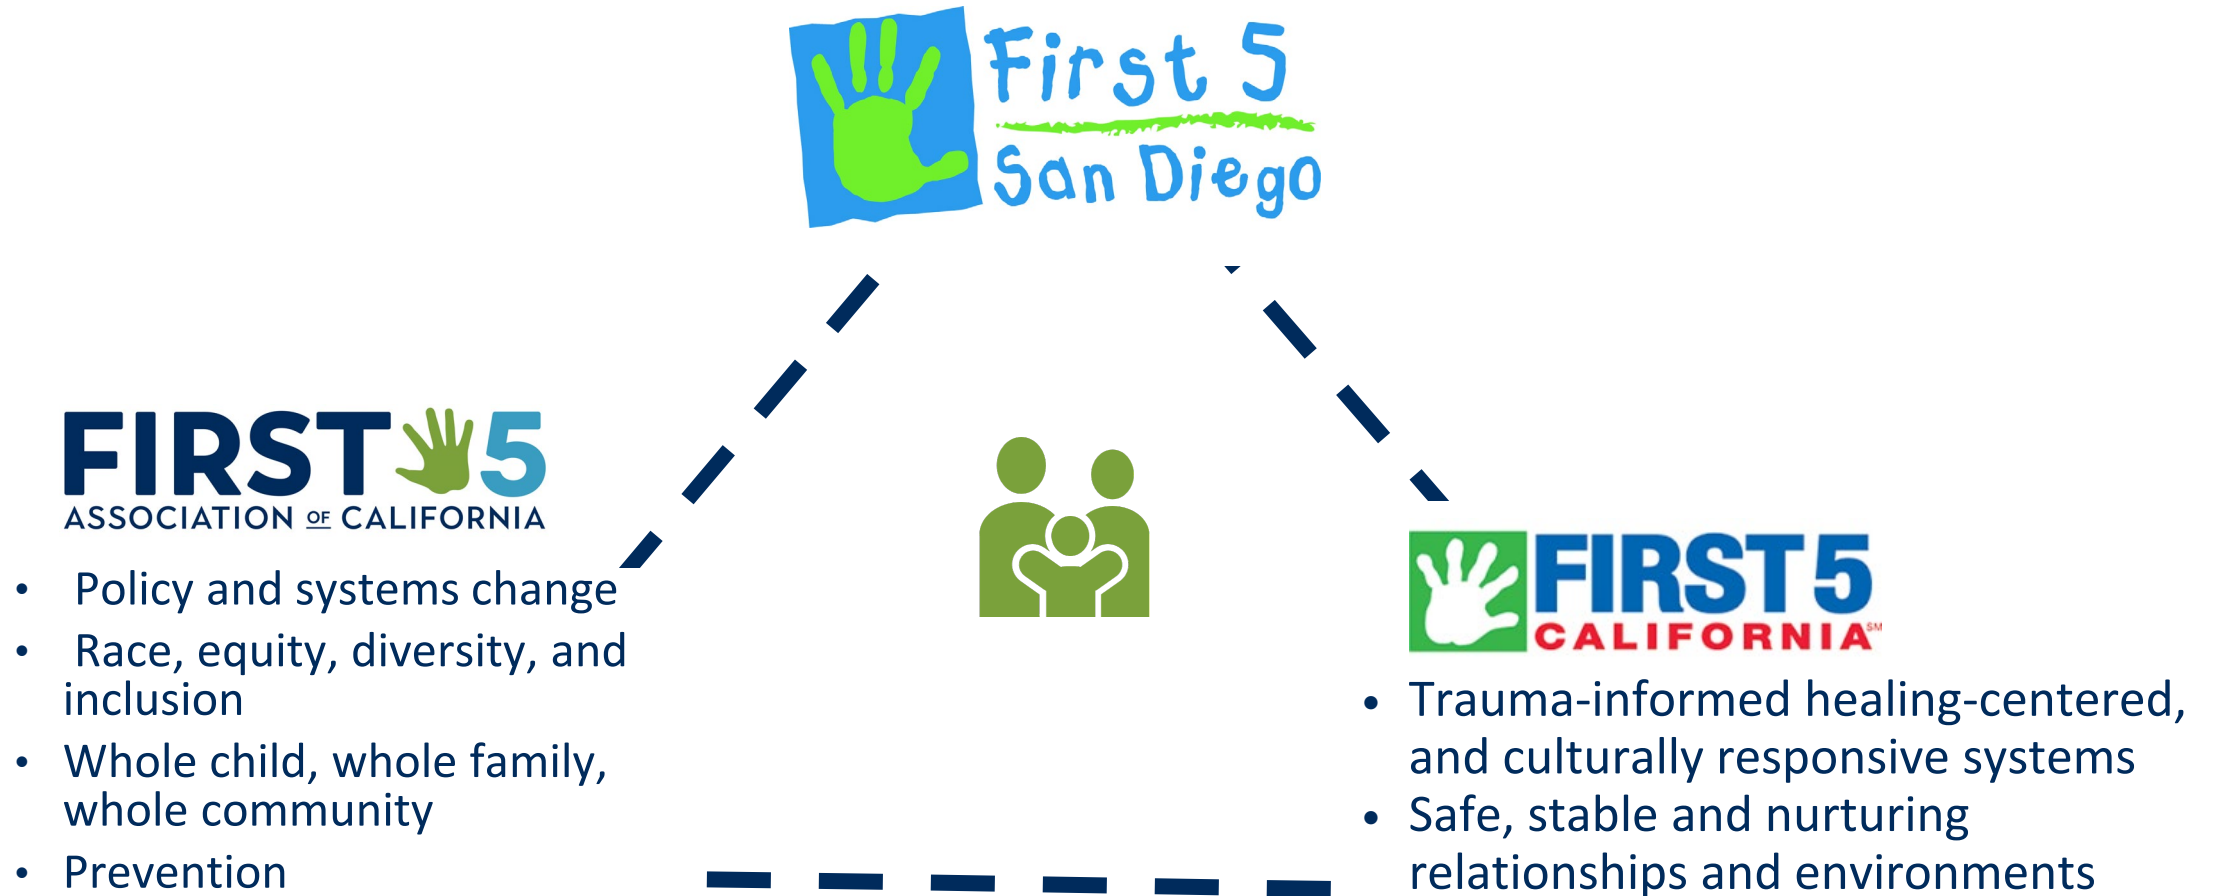 First 5
San Diego
FIRST 5
ASSOCIATION OF CALIFORNIA
• Policy and systems change
• Race, equity, diversity, and
inclusion
• Whole child, whole family,
whole community
• Prevention
FIRST 5
CALIFORNIA SM
• Trauma-informed healing-centered,
and culturally responsive systems
• Safe, stable and nurturing
relationships and environments